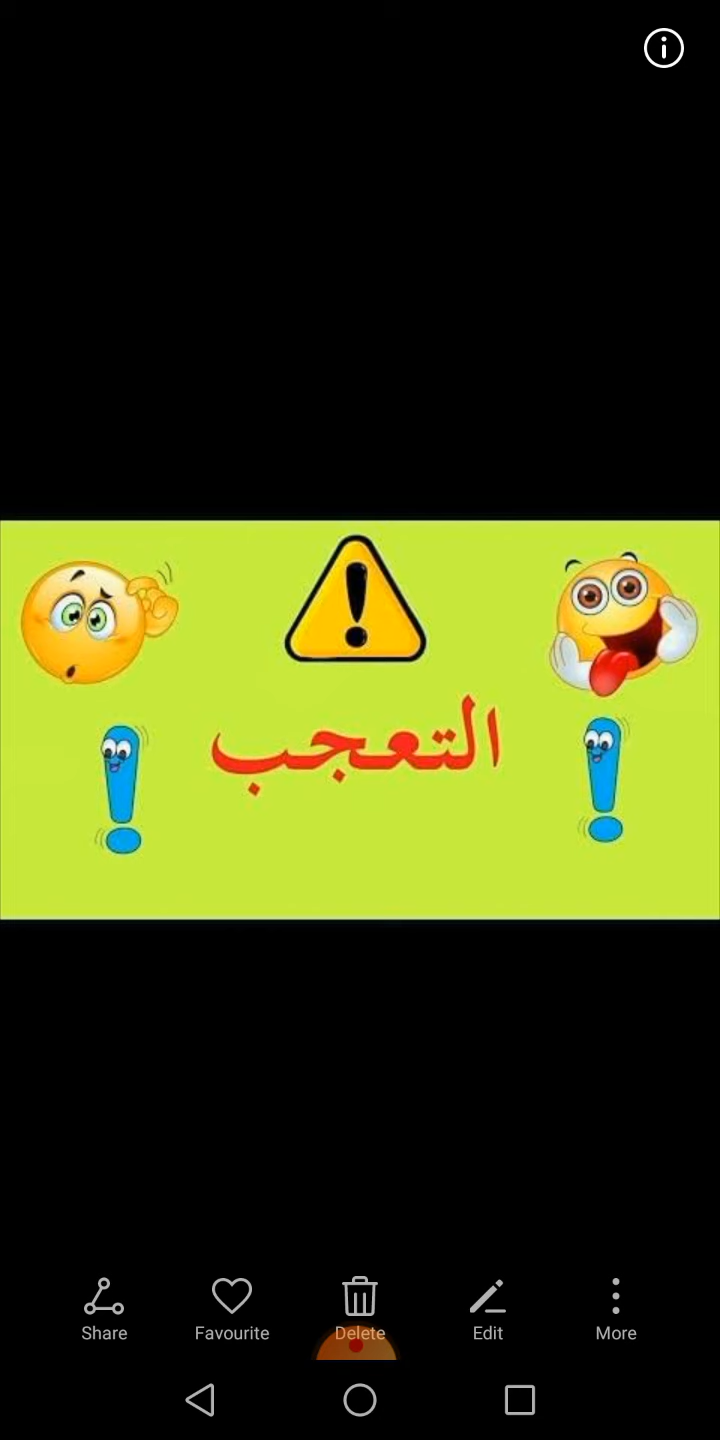 التعجب
Share
Favourite
Delete
Edit
More